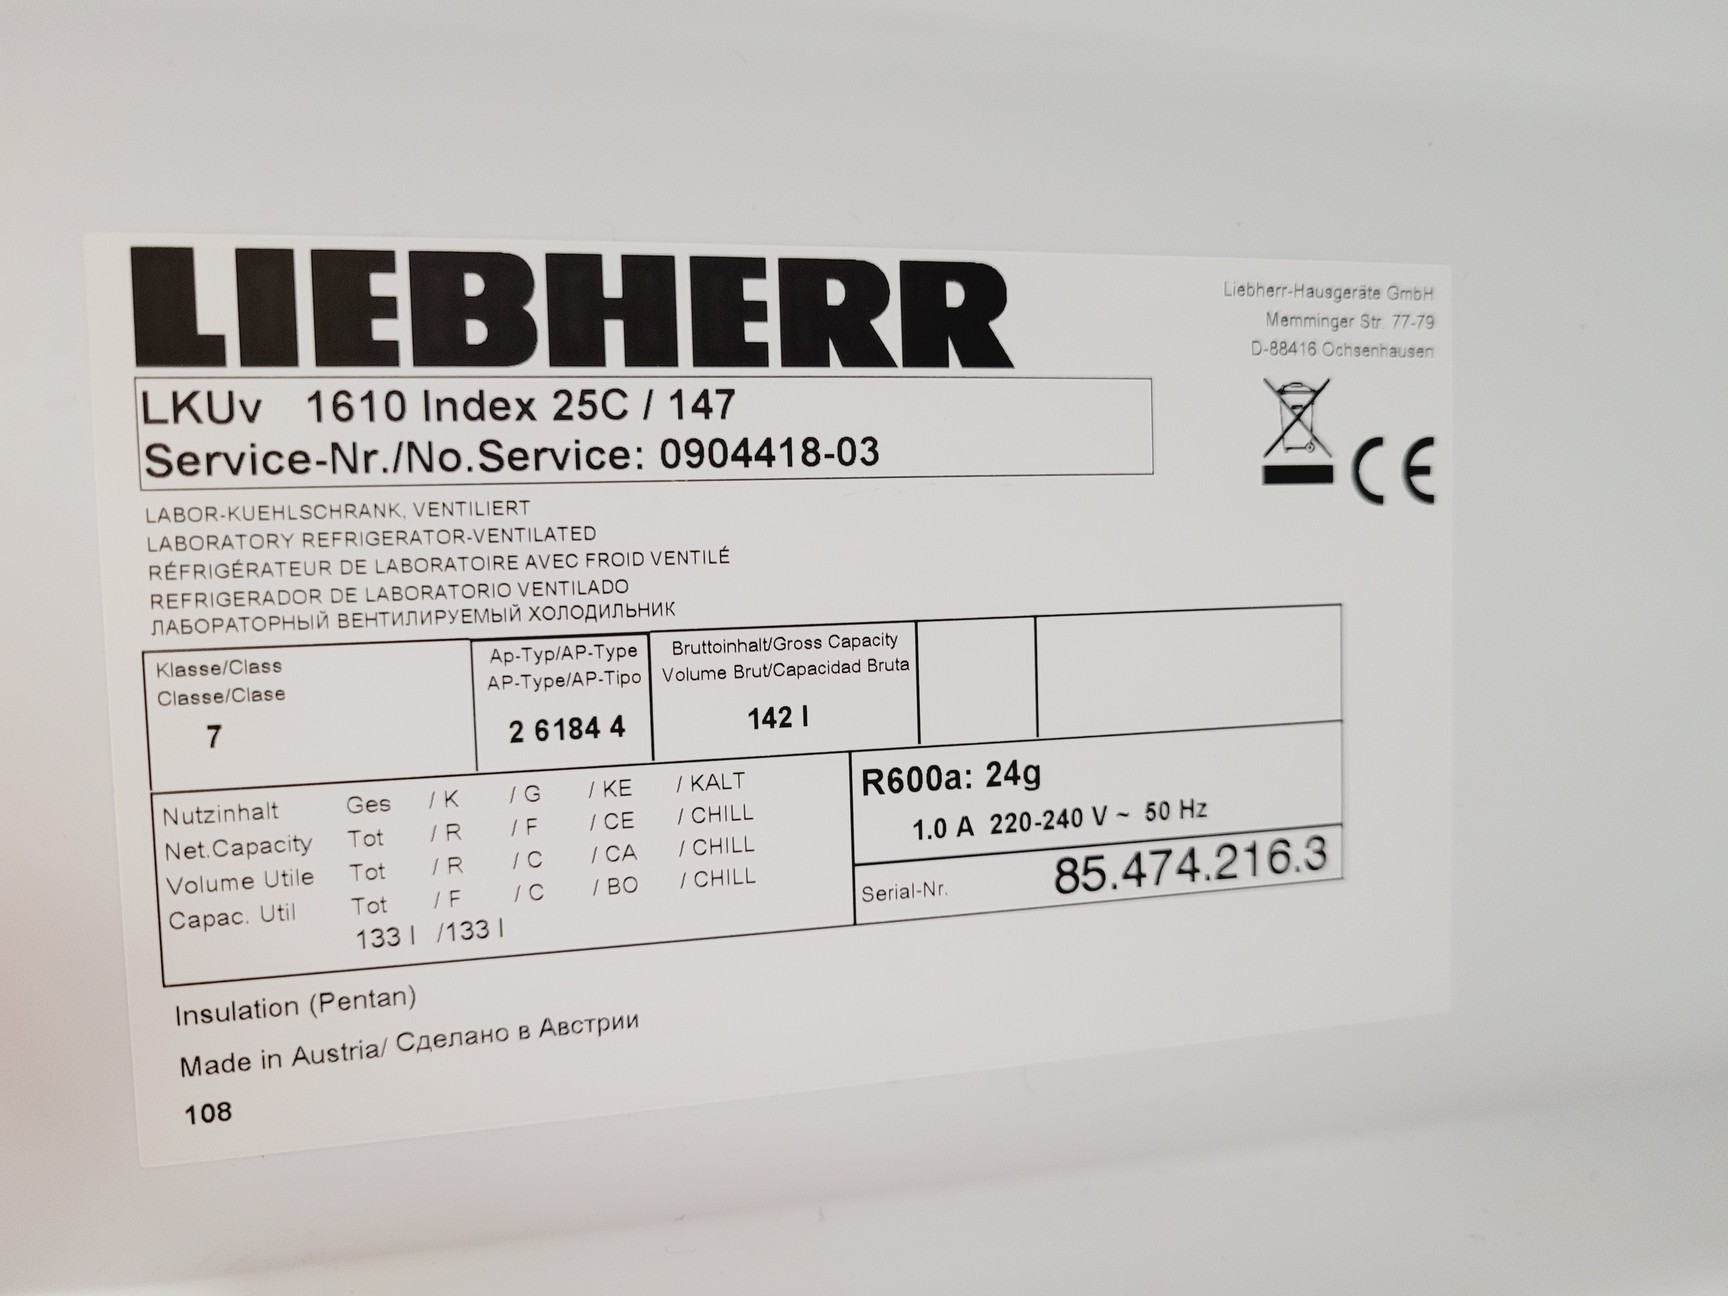 LIEBHERR
Liebherr-Hausgeräte GmbH
Memminger Str. 77-79
D-88416 Ochsenhausen
LKUv 1610 Index 25C / 147
Service-Nr./No.Service: 0904418-03
CE
LABOR-KUEHLSCHRANK, VENTILIERT
LABORATORY REFRIGERATOR-VENTILATED
RÉFRIGÉRATEUR DE LABORATOIRE AVEC FROID VENTILÉ
REFRIGERADOR DE LABORATORIO VENTILADO
ЛАБОРАТОРНЫЙ ВЕНТИЛИРУЕМЫЙ ХОЛОДИЛЬНИК
Klasse/Class
Classe/Clase
7
Ap-Typ/AP-Type
AP-Type/AP-Tipo
2 6184 4
Bruttoinhalt/Gross Capacity
Volume Brut/Capacidad Bruta
142 l
Nutzinhalt Ges / K / G / KE / KALT
Net.Capacity Tot / R / F / CE / CHILL
Volume Utile Tot / R / C / CA / CHILL
Capac. Util Tot / F / C / BO / CHILL
133 l /133 l
R600a: 24g
1.0 A 220-240 V ~ 50 Hz
Serial-Nr. 85.474.216.3
Insulation (Pentan)
Made in Austria/ Сделано в Австрии
108